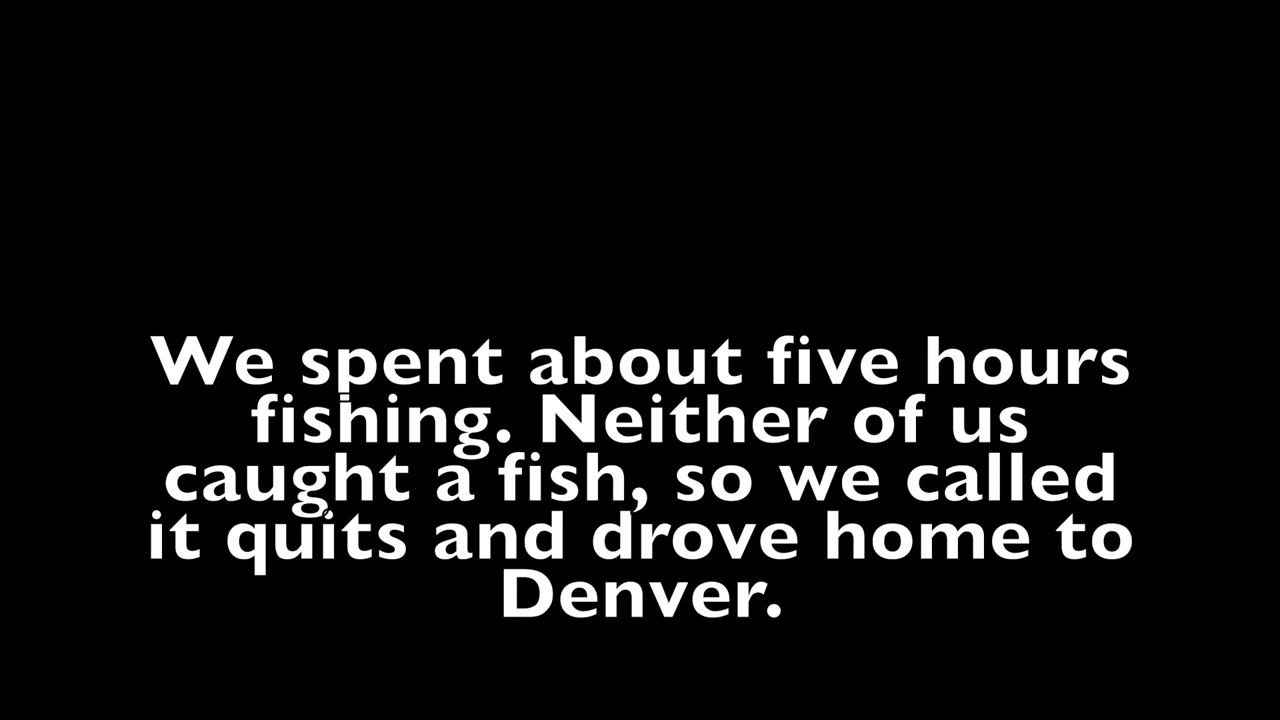 We spent about five hours
fishing. Neither of us
caught a fish, so we called
it quits and drove home to
Denver.